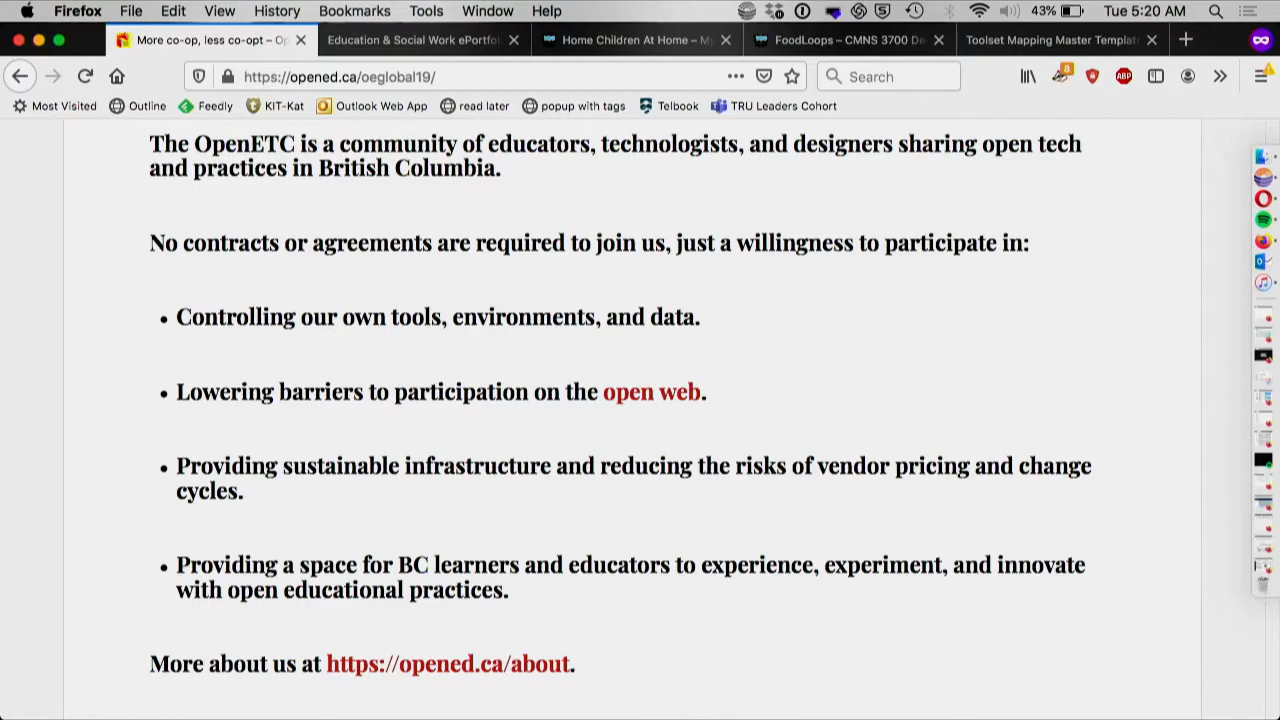 Firefox File Edit View History Bookmarks Tools Window Help 43% Tue 5:20 AM
More co-op, less co-opt – Op Education & Social Work ePortfol Home Children At Home – My FoodLoops – CMNS 3700 De Toolset Mapping Master Templat
https://opened.ca/oeglobal19/ Search
Most Visited Outline Feedly KIT-Kat Outlook Web App read later popup with tags Telbook TRU Leaders Cohort
The OpenETC is a community of educators, technologists, and designers sharing open tech
and practices in British Columbia.
No contracts or agreements are required to join us, just a willingness to participate in:
• Controlling our own tools, environments, and data.
• Lowering barriers to participation on the open web.
• Providing sustainable infrastructure and reducing the risks of vendor pricing and change
cycles.
• Providing a space for BC learners and educators to experience, experiment, and innovate
with open educational practices.
More about us at https://opened.ca/about.